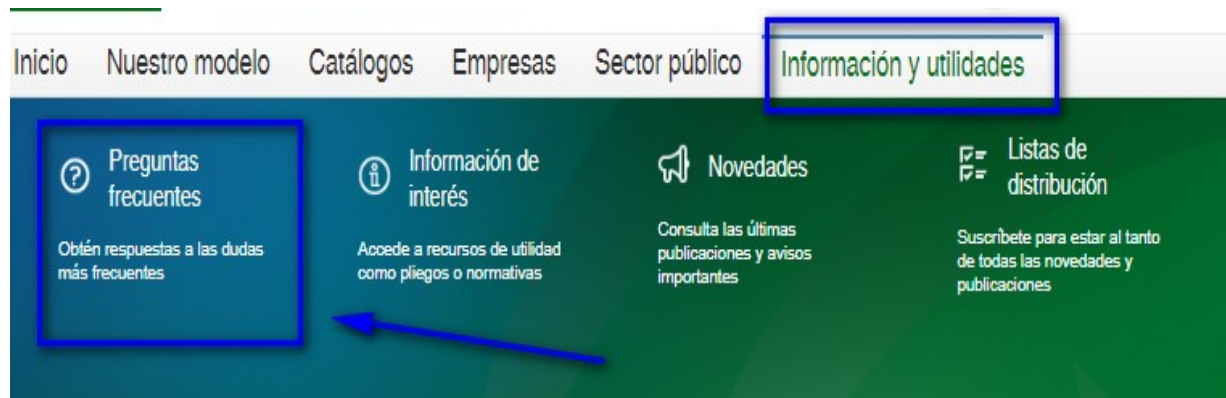 Inicio Nuestro modelo Catálogos Empresas Sector público Información y utilidades
Preguntas
frecuentes
Obtén respuestas a las dudas
más frecuentes
Información de
interés
Accede a recursos de utilidad
como pliegos o normativas
Novedades
Consulta las últimas
publicaciones y avisos
importantes
Listas de
distribución
Suscríbete para estar al tanto
de todas las novedades y
publicaciones